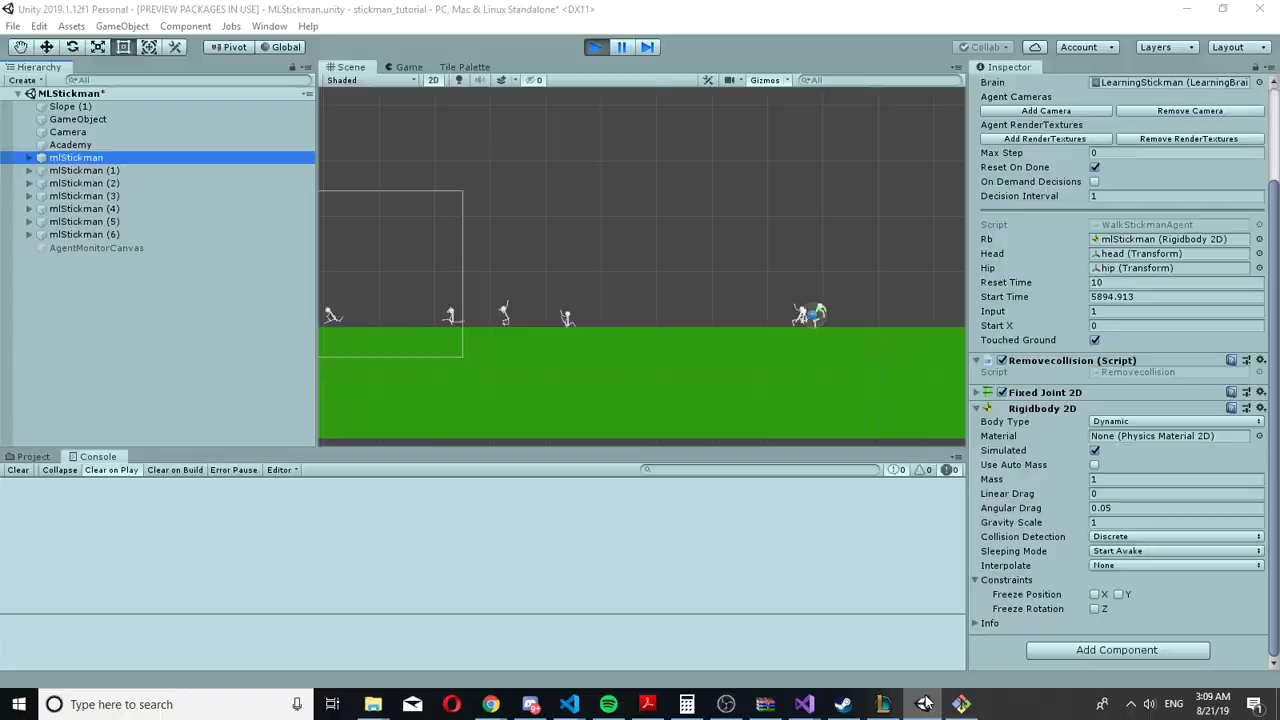 Unity 2019.1.12f1 Personal - [PREVIEW PACKAGES IN USE] - MLStickman.unity - stickman_tutorial - PC, Mac & Linux Standalone* <DX11>
File Edit Assets GameObject Component Jobs Window Help
Pivot Global Collab Account Layers Layout
Hierarchy
Create All
MLStickman*
Slope (1)
GameObject
Camera
Academy
mlStickman
mlStickman (1)
mlStickman (2)
mlStickman (3)
mlStickman (4)
mlStickman (5)
mlStickman (6)
AgentMonitorCanvas
Scene Game Tile Palette
Shaded 2D 0 Gizmos All
Inspector
Brain LearningStickman (LearningBrai
Agent Cameras
Add Camera Remove Camera
Agent RenderTextures
Add RenderTextures Remove RenderTextures
Max Step 0
Reset On Done
On Demand Decisions
Decision Interval 1
Script WalkStickmanAgent
Rb mlStickman (Rigidbody 2D)
Head head (Transform)
Hip hip (Transform)
Reset Time 10
Start Time 5894.913
Input 1
Start X 0
Touched Ground
Removecollision (Script)
Script Removecollision
Fixed Joint 2D
Rigidbody 2D
Body Type Dynamic
Material None (Physics Material 2D)
Simulated
Use Auto Mass
Mass 1
Linear Drag 0
Angular Drag 0.05
Gravity Scale 1
Collision Detection Discrete
Sleeping Mode Start Awake
Interpolate None
Constraints
Freeze Position X Y
Freeze Rotation Z
Info
Add Component
Project Console
Clear Collapse Clear on Play Clear on Build Error Pause Editor 0 0 0
Type here to search
3:09 AM
8/21/19